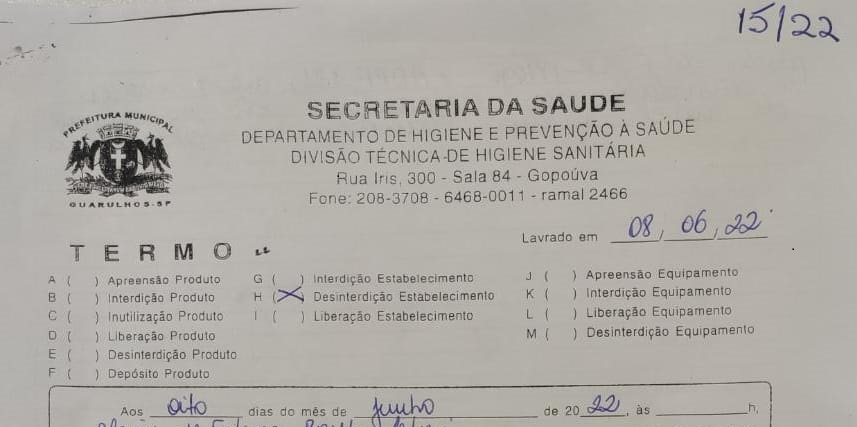 15/22
PREFEITURA MUNICIPAL
GUARULHOS-SP
SECRETARIA DA SAUDE
DEPARTAMENTO DE HIGIENE E PREVENÇÃO À SAÚDE
DIVISÃO TÉCNICA-DE HIGIENE SANITÁRIA
Rua Iris, 300 - Sala 84 - Gopoúva
Fone: 208-3708 - 6468-0011 - ramal 2466
Lavrado em 08, 06, 22
TERMO
A ( ) Apreensão Produto G ( ) Interdição Estabelecimento J ( ) Apreensão Equipamento
B ( ) Interdição Produto H (X) Desinterdição Estabelecimento K ( ) Interdição Equipamento
C ( ) Inutilização Produto I ( ) Liberação Estabelecimento L ( ) Liberação Equipamento
D ( ) Liberação Produto M ( ) Desinterdição Equipamento
E ( ) Desinterdição Produto
F ( ) Depósito Produto
Aos oito dias do mês de junho de 2022, às ______h,